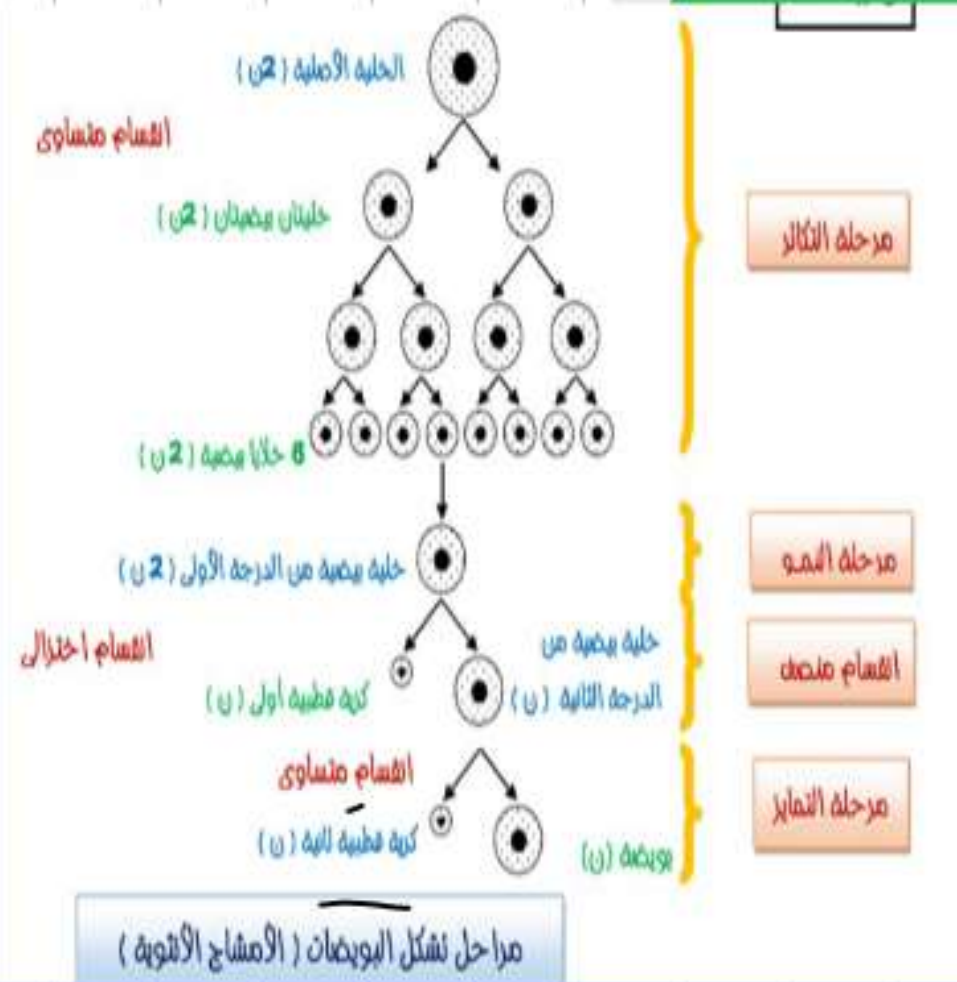 الخلية الأصلية (2ن)
انقسام متساوى
خليتان بيضيتان (2ن)
مرحلة التكاثر
8 خلايا بيضية (2ن)
خلية بيضية من الدرجة الأولى (2ن)
مرحلة النمو
انقسام اختزالى
خلية بيضية من
الدرجة الثانية (ن)
كرية قطبية أولى (ن)
انقسام منصف
انقسام متساوى
كرية قطبية ثانية (ن)
بويضة (ن)
مرحلة التمايز
مراحل تشكل البويضات (الأمشاج الأنثوية)